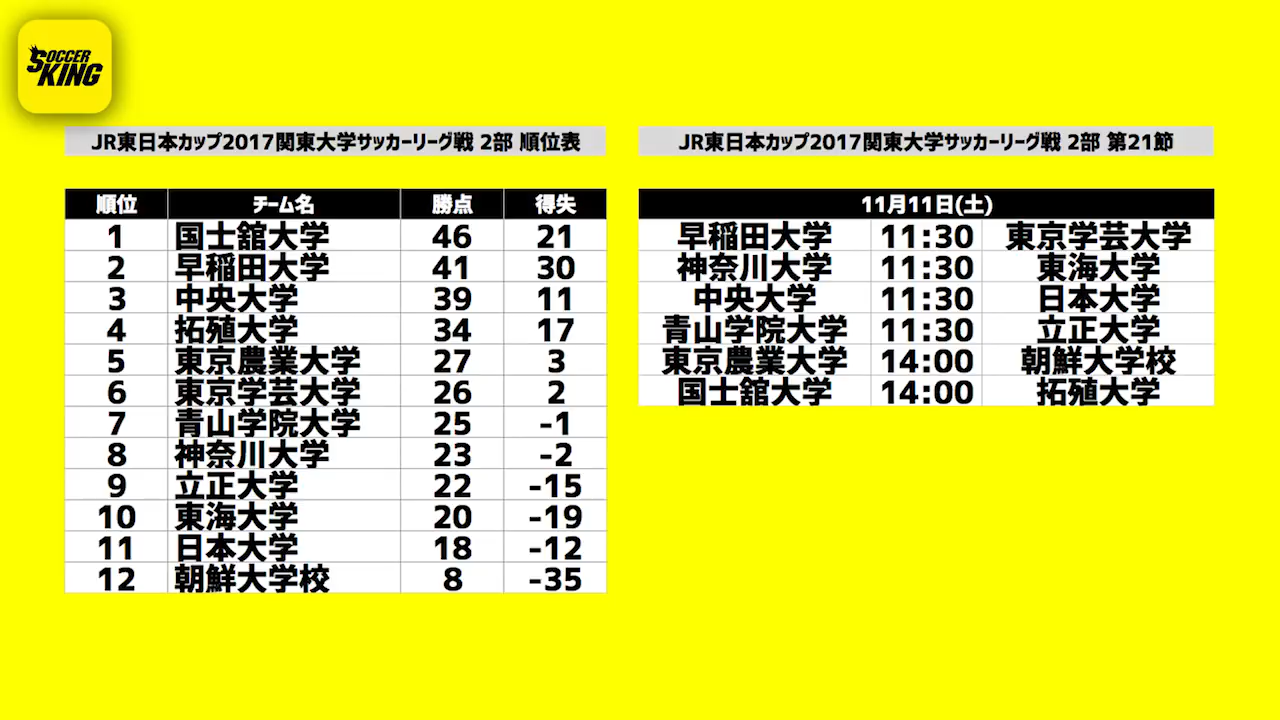 SOCCER
KING
JR東日本カップ2017関東大学サッカーリーグ戦 2部 順位表
順位 チーム名 勝点 得失
1 国士舘大学 46 21
2 早稲田大学 41 30
3 中央大学 39 11
4 拓殖大学 34 17
5 東京農業大学 27 3
6 東京学芸大学 26 2
7 青山学院大学 25 -1
8 神奈川大学 23 -2
9 立正大学 22 -15
10 東海大学 20 -19
11 日本大学 18 -12
12 朝鮮大学校 8 -35
JR東日本カップ2017関東大学サッカーリーグ戦 2部 第21節
11月11日(土)
早稲田大学 11:30 東京学芸大学
神奈川大学 11:30 東海大学
中央大学 11:30 日本大学
青山学院大学 11:30 立正大学
東京農業大学 14:00 朝鮮大学校
国士舘大学 14:00 拓殖大学